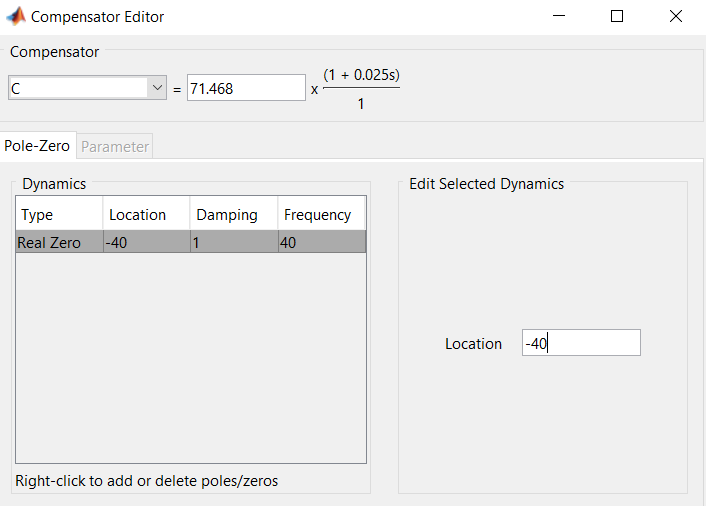 Compensator Editor
Compensator
C = 71.468 x (1 + 0.025s)
1
Pole-Zero Parameter
Dynamics
Type Location Damping Frequency
Real Zero -40 1 40
Right-click to add or delete poles/zeros
Edit Selected Dynamics
Location -40